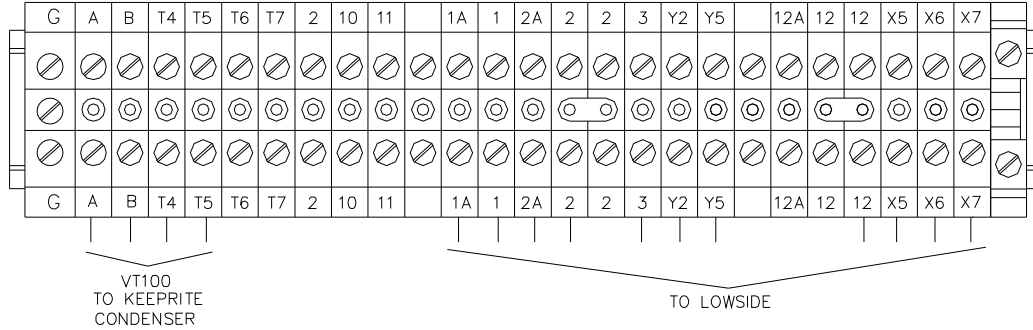 G A B T4 T5 T6 T7 2 10 11 1A 1 2A 2 2 3 Y2 Y5 12A 12 12 X5 X6 X7
G A B T4 T5 T6 T7 2 10 11 1A 1 2A 2 2 3 Y2 Y5 12A 12 12 X5 X6 X7
VT100
TO KEEPRITE
CONDENSER
TO LOWSIDE